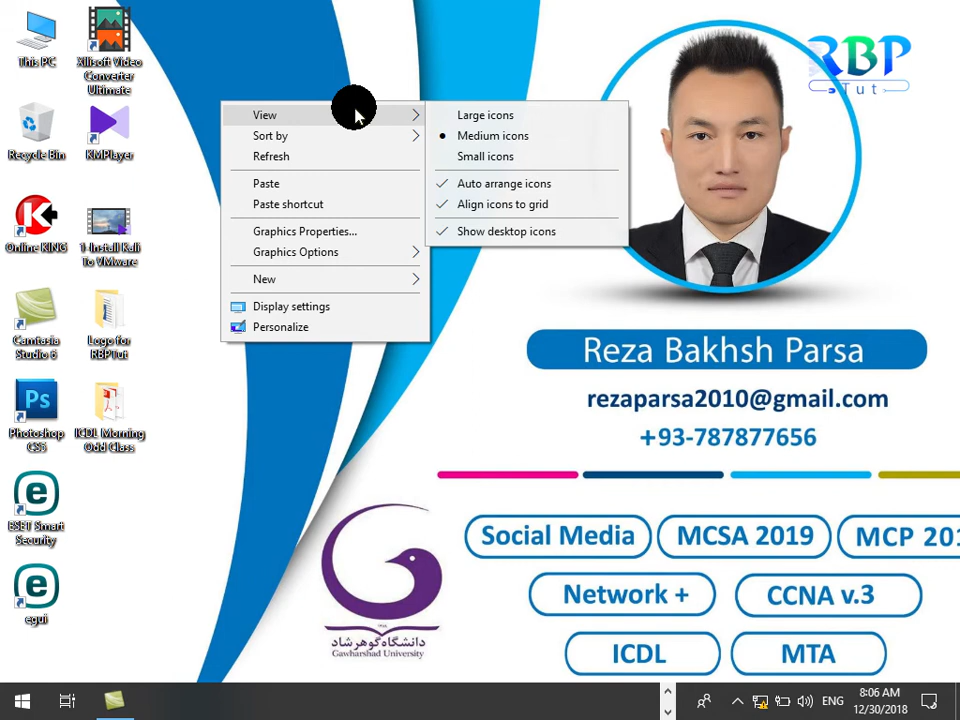 This PC
Xilisoft Video
Converter
Ultimate
Recycle Bin
KMPlayer
Online KING
1-Install Kali
To VMware
Camtasia
Studio 6
Logo for
RBPTut
Ps
Photoshop
CS5
ICDL Morning
Odd Class
ESET Smart
Security
egui
View
Sort by
Refresh
Paste
Paste shortcut
Graphics Properties...
Graphics Options
New
Display settings
Personalize
Large icons
Medium icons
Small icons
Auto arrange icons
Align icons to grid
Show desktop icons
RBP
Tut
Reza Bakhsh Parsa
rezaparsa2010@gmail.com
+93-787877656
Social Media
MCSA 2019
MCP 201
Network +
CCNA v.3
ICDL
MTA
دانشگاه گوهرشاد
Gawharshad University
ENG
8:06 AM
12/30/2018